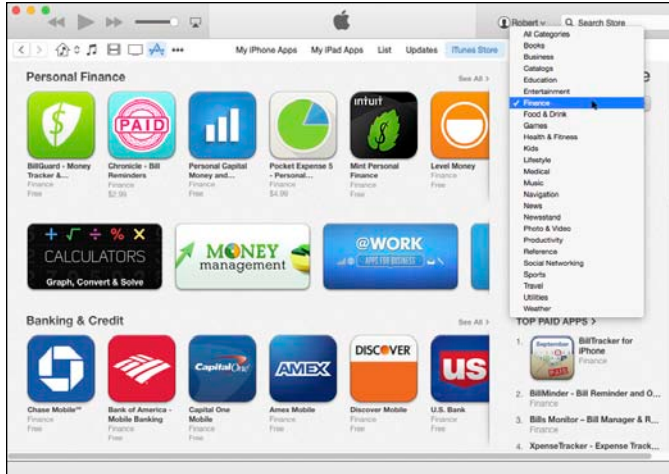 Robert
Search Store
My iPhone Apps
My iPad Apps
List
Updates
iTunes Store
All Categories
Books
Business
Catalogs
Education
Entertainment
✓ Finance
Food & Drink
Games
Health & Fitness
Kids
Lifestyle
Medical
Music
Navigation
News
Newsstand
Photo & Video
Productivity
Reference
Social Networking
Sports
Travel
Utilities
Weather
Personal Finance
See All >
PAID
intuit
BillGuard - Money
Tracker &...
Finance
Free
Chronicle - Bill
Reminders
Finance
$2.99
Personal Capital
Money and...
Finance
Free
Pocket Expense 5
- Personal...
Finance
$4.99
Mint Personal
Finance
Finance
Free
Level Money
Finance
Free
+ √ ÷ % ×
CALCULATORS
Graph, Convert & Solve
MONEY
management
@WORK
APPS FOR BUSINESS
Banking & Credit
See All >
Capital One
AMEX
DISCOVER
us
Chase Mobile℠
Finance
Free
Bank of America -
Mobile Banking
Finance
Free
Capital One
Mobile
Finance
Free
Amex Mobile
Finance
Free
Discover Mobile
Finance
Free
U.S. Bank
Finance
Free
TOP PAID APPS >
1.
September
BillTracker for
iPhone
Finance
2. BillMinder - Bill Reminder and O...
Finance
3. Bills Monitor – Bill Manager & R...
Finance
4. XpenseTracker - Expense Track...